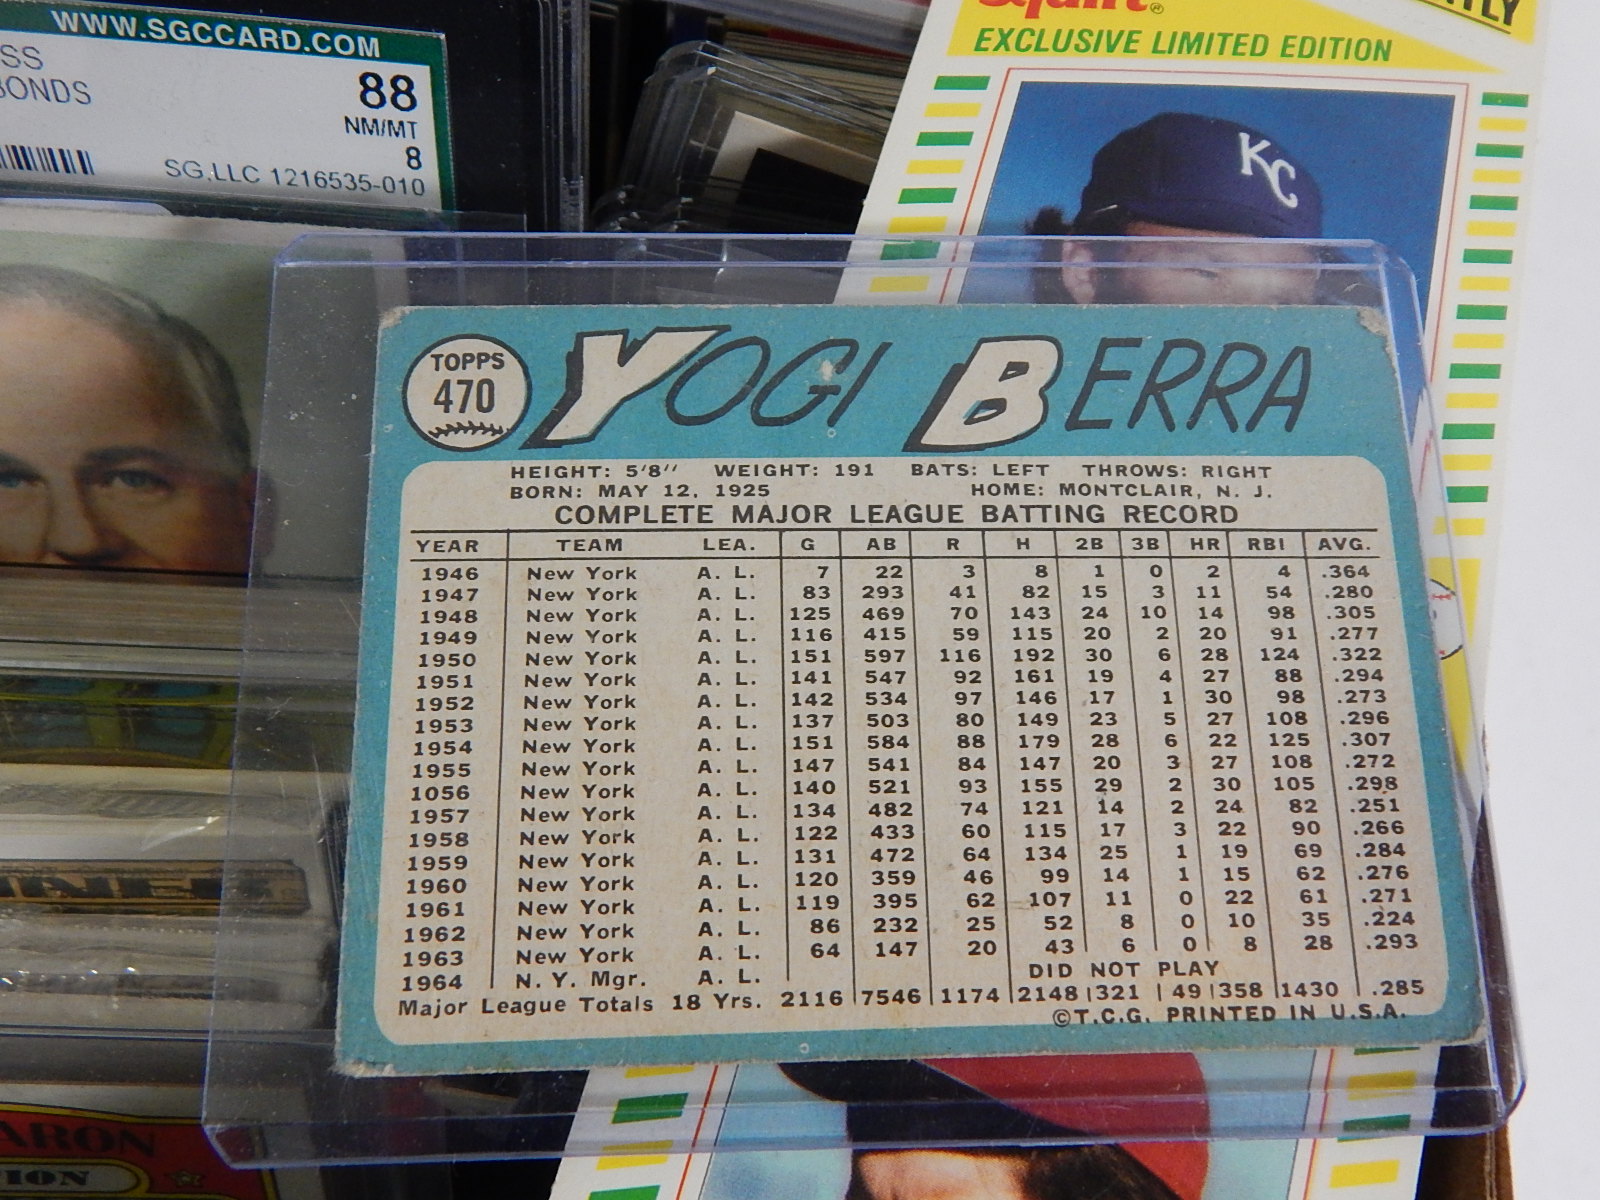 WWW.SGCCARD.COM
88
BONDS
NM/MT
8
SG,LLC 1216535-010
Squirt®
EXCLUSIVE LIMITED EDITION
KC
TOPPS
470
YOGI BERRA
HEIGHT: 5'8" WEIGHT: 191 BATS: LEFT THROWS: RIGHT
BORN: MAY 12, 1925 HOME: MONTCLAIR, N. J.
COMPLETE MAJOR LEAGUE BATTING RECORD
YEAR TEAM LEA. G AB R H 2B 3B HR RBI AVG.
1946 New York A. L. 7 22 3 8 1 0 2 4 .364
1947 New York A. L. 83 293 41 82 15 3 11 54 .280
1948 New York A. L. 125 469 70 143 24 10 14 98 .305
1949 New York A. L. 116 415 59 115 20 2 20 91 .277
1950 New York A. L. 151 597 116 192 30 6 28 124 .322
1951 New York A. L. 141 547 92 161 19 4 27 88 .294
1952 New York A. L. 142 534 97 146 17 1 30 98 .273
1953 New York A. L. 137 503 80 149 23 5 27 108 .296
1954 New York A. L. 151 584 88 179 28 6 22 125 .307
1955 New York A. L. 147 541 84 147 20 3 27 108 .272
1056 New York A. L. 140 521 93 155 29 2 30 105 .298
1957 New York A. L. 134 482 74 121 14 2 24 82 .251
1958 New York A. L. 122 433 60 115 17 3 22 90 .266
1959 New York A. L. 131 472 64 134 25 1 19 69 .284
1960 New York A. L. 120 359 46 99 14 1 15 62 .276
1961 New York A. L. 119 395 62 107 11 0 22 61 .271
1962 New York A. L. 86 232 25 52 8 0 10 35 .224
1963 New York A. L. 64 147 20 43 6 0 8 28 .293
1964 N. Y. Mgr. A. L. DID NOT PLAY
Major League Totals 18 Yrs. 2116 7546 1174 2148 321 49 358 1430 .285
©T.C.G. PRINTED IN U.S.A.